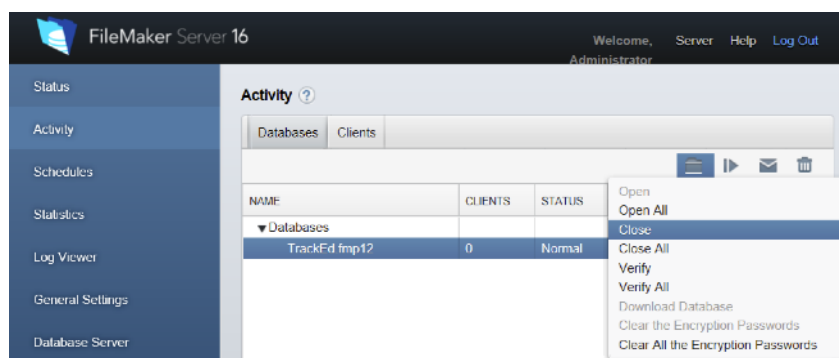 FileMaker Server 16
Welcome, Server Help Log Out
Administrator
Status
Activity
Schedules
Statistics
Log Viewer
General Settings
Database Server
Activity ?
Databases Clients
NAME CLIENTS STATUS
▼Databases
TrackEd fmp12 0 Normal
Open
Open All
Close
Close All
Verify
Verify All
Download Database
Clear the Encryption Passwords
Clear All the Encryption Passwords